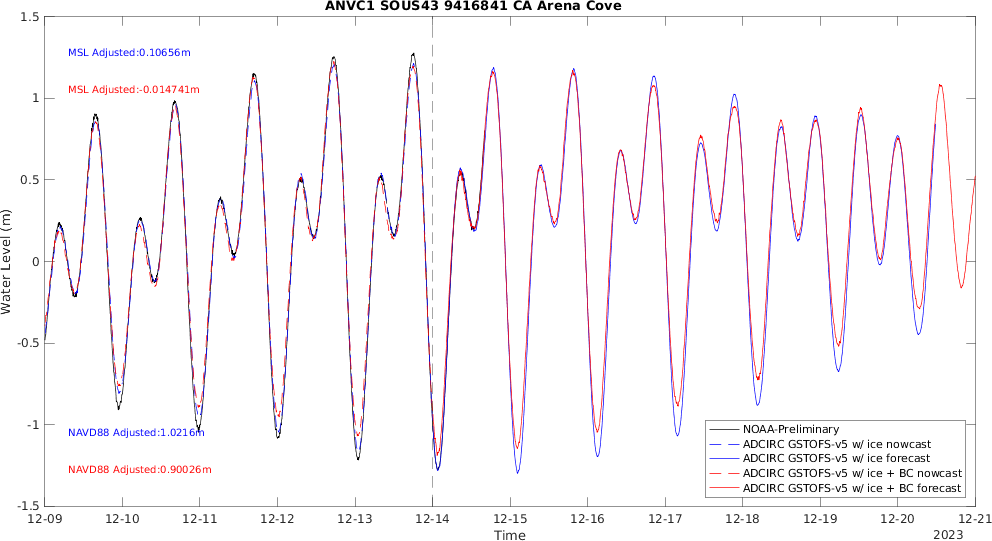 ANVC1 SOUS43 9416841 CA Arena Cove
1.5
1
0.5
0
-0.5
-1
-1.5
Water Level (m)
MSL Adjusted:0.10656m
MSL Adjusted:-0.014741m
NAVD88 Adjusted:1.0216m
NAVD88 Adjusted:0.90026m
NOAA-Preliminary
ADCIRC GSTOFS-v5 w/ ice nowcast
ADCIRC GSTOFS-v5 w/ ice forecast
ADCIRC GSTOFS-v5 w/ ice + BC nowcast
ADCIRC GSTOFS-v5 w/ ice + BC forecast
12-09 12-10 12-11 12-12 12-13 12-14 12-15 12-16 12-17 12-18 12-19 12-20 12-21
Time
2023